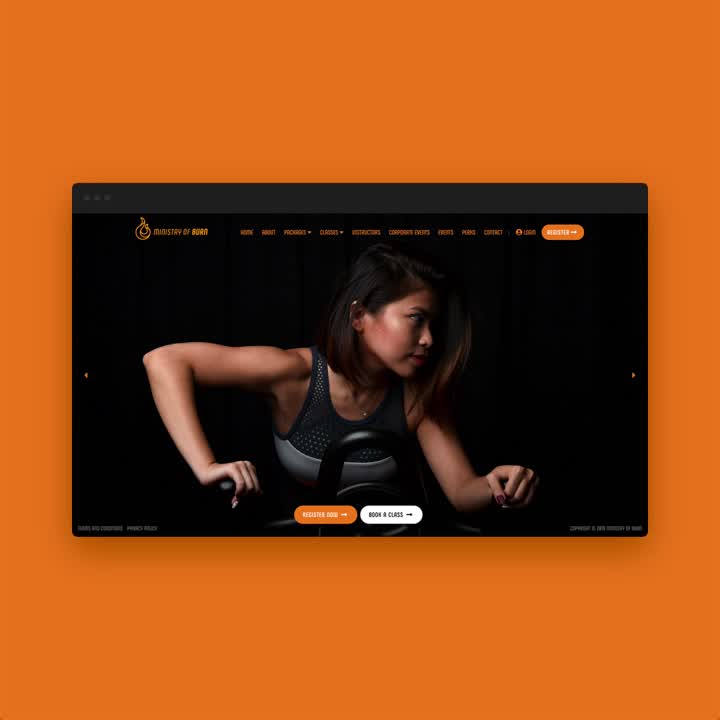 MINISTRY OF BURN
HOME ABOUT PACKAGES CLASSES INSTRUCTORS CORPORATE EVENTS EVENTS PERKS CONTACT | LOGIN REGISTER
REGISTER NOW BOOK A CLASS
TERMS AND CONDITIONS PRIVACY POLICY
COPYRIGHT © 2019 MINISTRY OF BURN